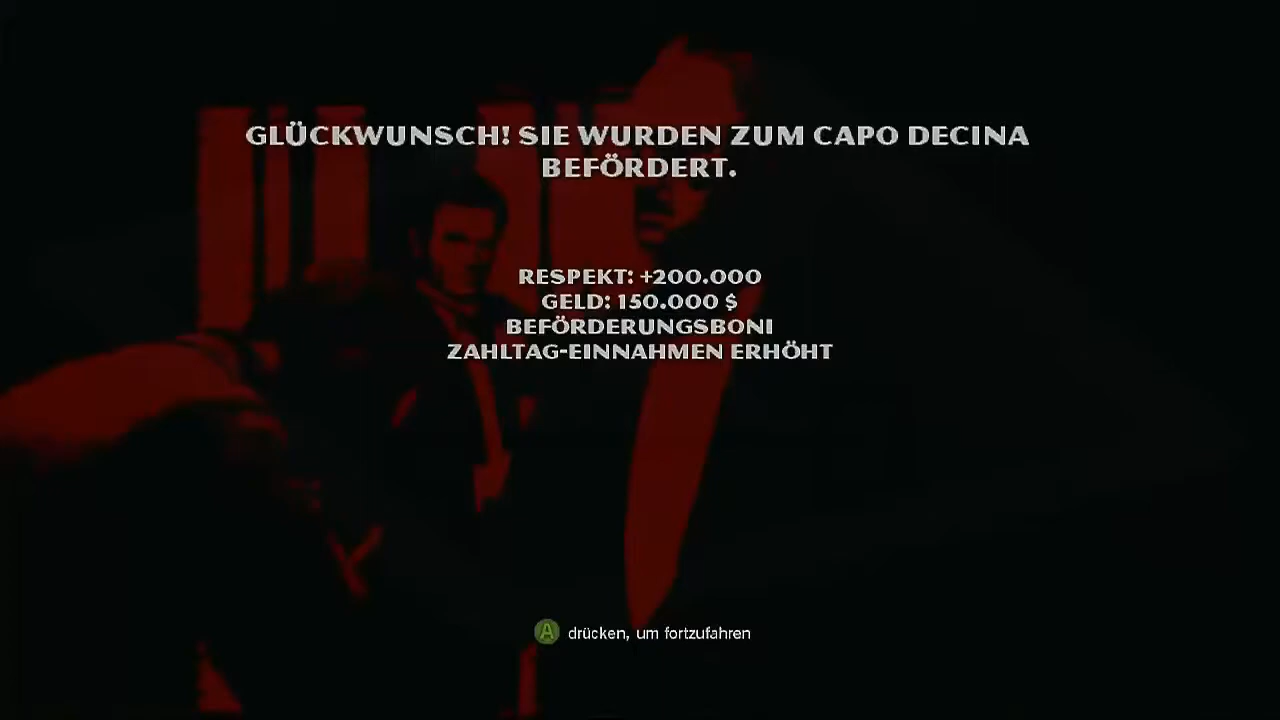 GLÜCKWUNSCH! SIE WURDEN ZUM CAPO DECINA
BEFÖRDERT.
RESPEKT: +200.000
GELD: 150.000 $
BEFÖRDERUNGSBONI
ZAHLTAG-EINNAHMEN ERHÖHT
A drücken, um fortzufahren